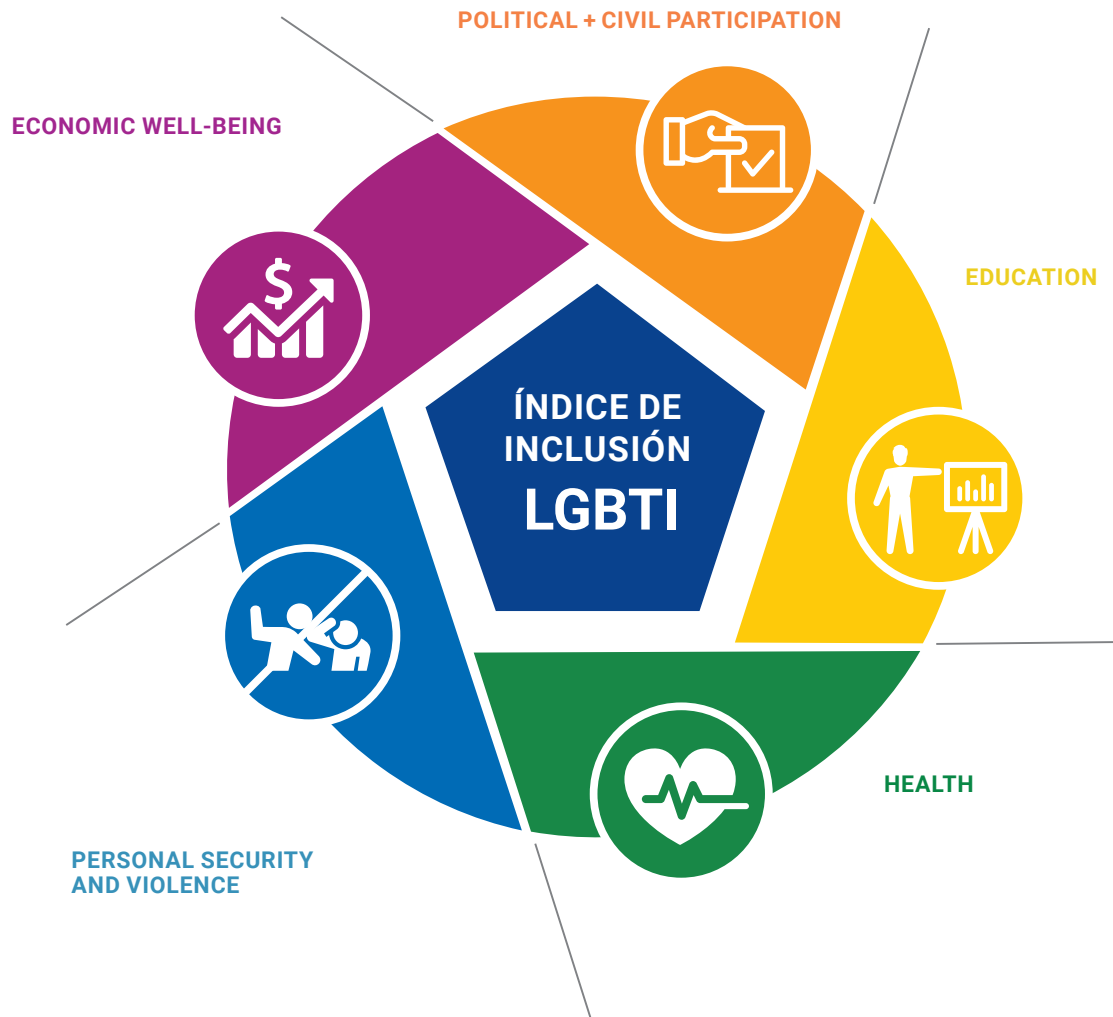 POLITICAL + CIVIL PARTICIPATION
ECONOMIC WELL-BEING
EDUCATION
ÍNDICE DE
INCLUSIÓN
LGBTI
HEALTH
PERSONAL SECURITY
AND VIOLENCE
$